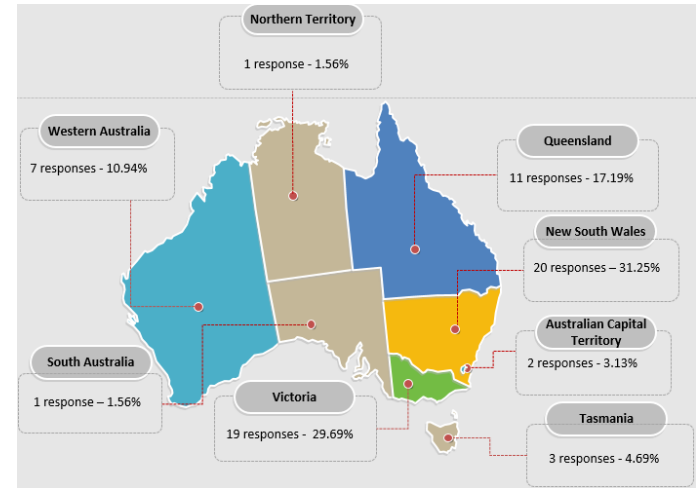 Northern Territory
1 response - 1.56%
Western Australia
7 responses - 10.94%
Queensland
11 responses - 17.19%
New South Wales
20 responses – 31.25%
Australian Capital
Territory
2 responses - 3.13%
South Australia
1 response – 1.56%
Victoria
19 responses -  29.69%
Tasmania
3 responses - 4.69%